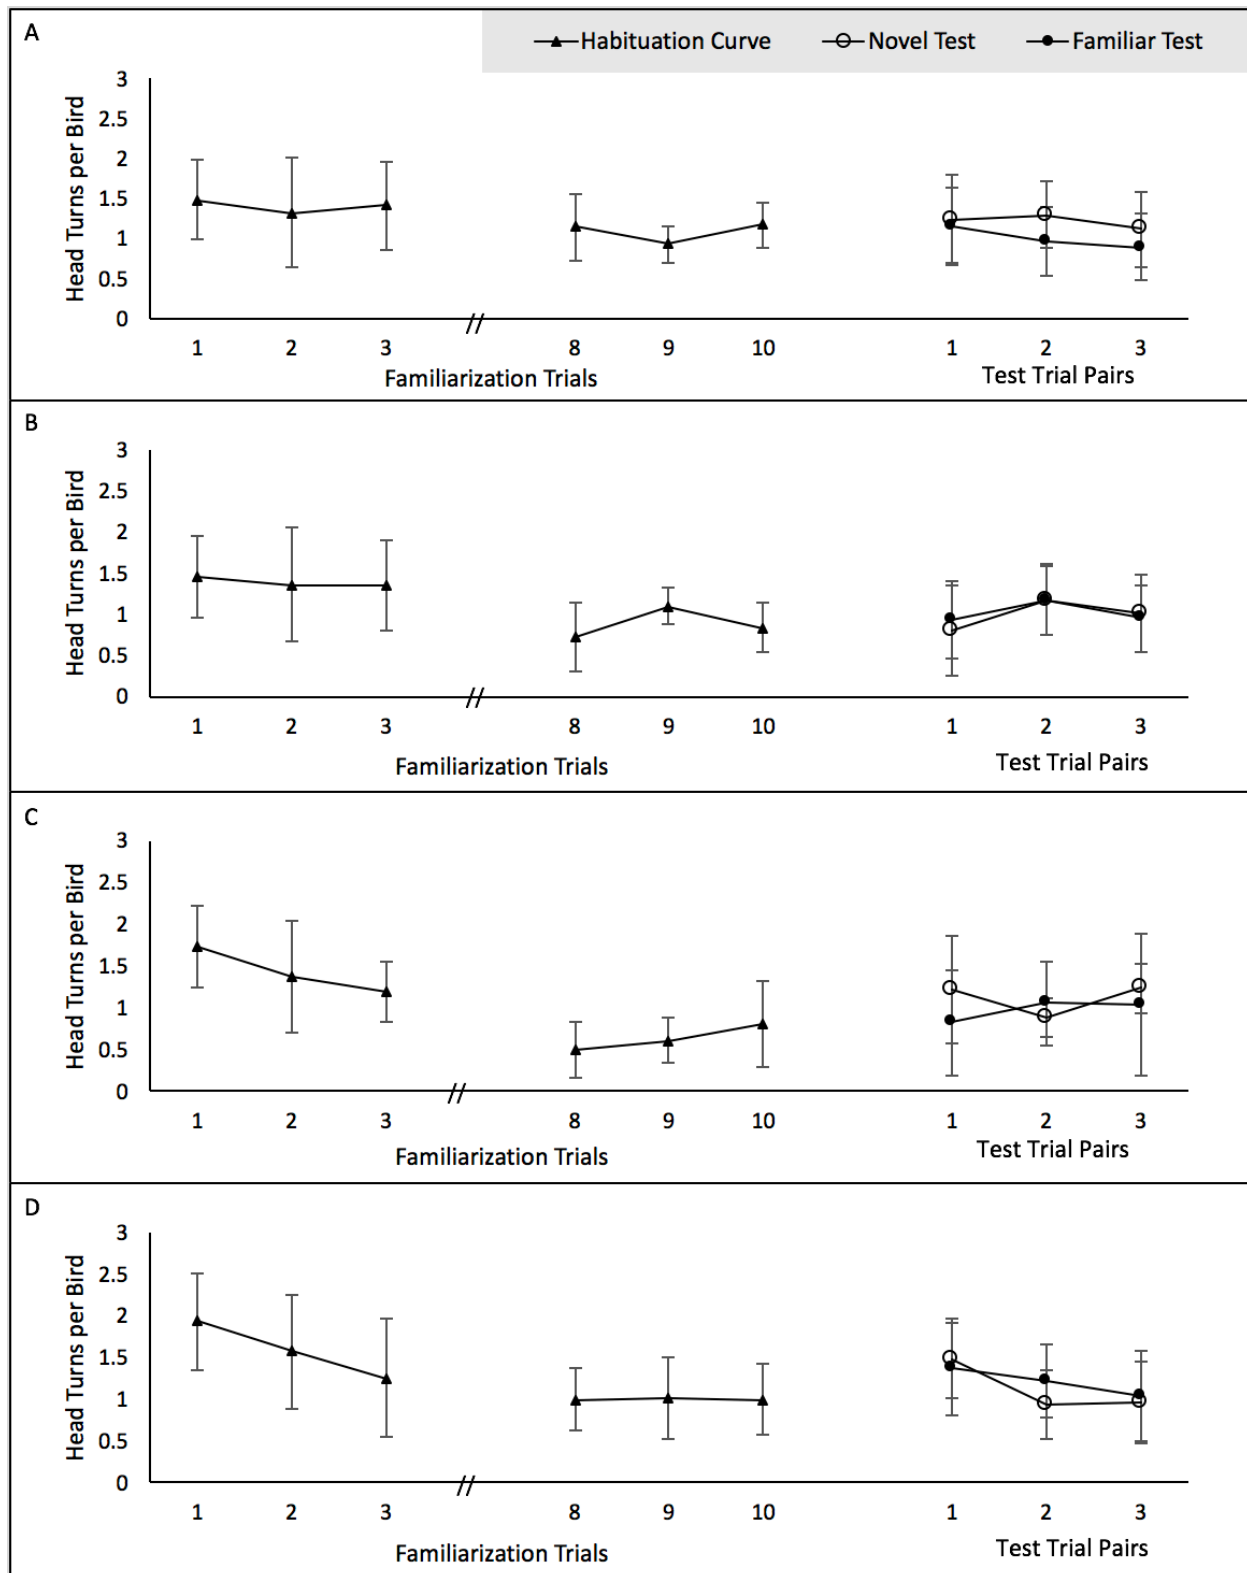 A
Habituation Curve Novel Test Familiar Test
Head Turns per Bird
3
2.5
2
1.5
1
0.5
0
1 2 3 8 9 10 1 2 3
Familiarization Trials Test Trial Pairs
B
Head Turns per Bird
3
2.5
2
1.5
1
0.5
0
1 2 3 8 9 10 1 2 3
Familiarization Trials Test Trial Pairs
C
Head Turns per Bird
3
2.5
2
1.5
1
0.5
0
1 2 3 8 9 10 1 2 3
Familiarization Trials Test Trial Pairs
D
Head Turns per Bird
3
2.5
2
1.5
1
0.5
0
1 2 3 8 9 10 1 2 3
Familiarization Trials Test Trial Pairs